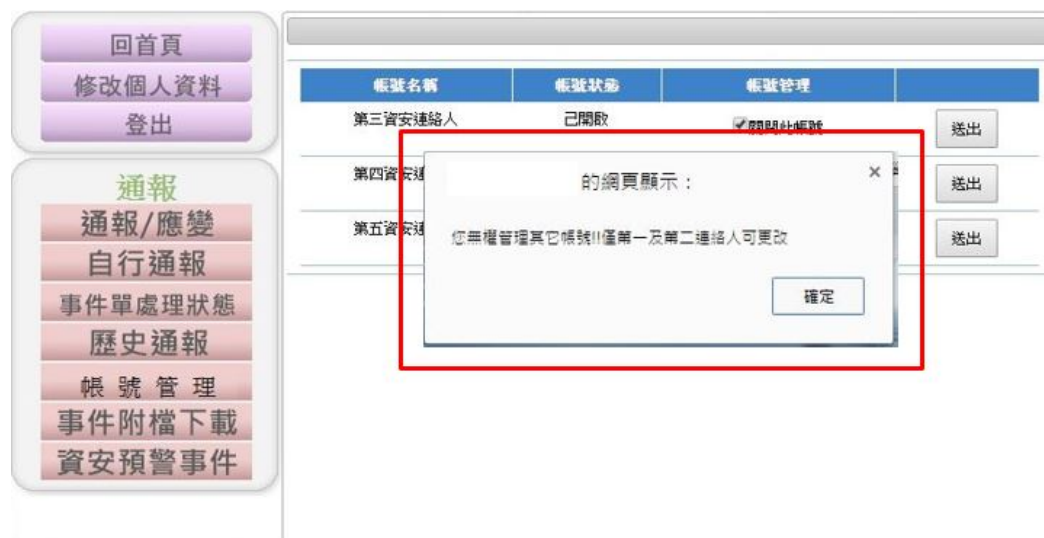 回首頁
修改個人資料
登出
通報
通報/應變
自行通報
事件單處理狀態
歷史通報
帳號管理
事件附檔下載
資安預警事件
帳號名稱 帳號狀態 帳號管理
第三資安連絡人 已開啟 關閉此帳號 送出
第四資安連 送出
第五資安連 送出
的網頁顯示：
×
您無權管理其它帳號!!僅第一及第二連絡人可更改
確定